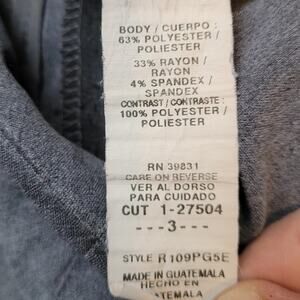 BODY / CUERPO :
63% POLYESTER /
POLIESTER
33% RAYON /
RAYON
4% SPANDEX /
SPANDEX
CONTRAST / CONTRASTE :
100% POLYESTER /
POLIESTER
RN 39831
CARE ON REVERSE
VER AL DORSO
PARA CUIDADO
CUT 1-27504
---3---
STYLE R109PG5E
MADE IN GUATEMALA
HECHO EN
TEMALA